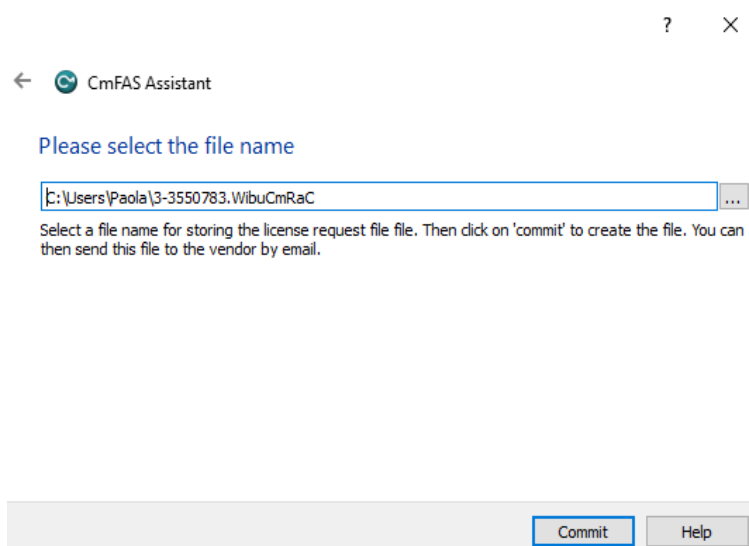 ?
CmFAS Assistant
Please select the file name
C:\Users\Paola\3-3550783.WibuCmRaC
...
Select a file name for storing the license request file file. Then click on 'commit' to create the file. You can
then send this file to the vendor by email.
Commit
Help